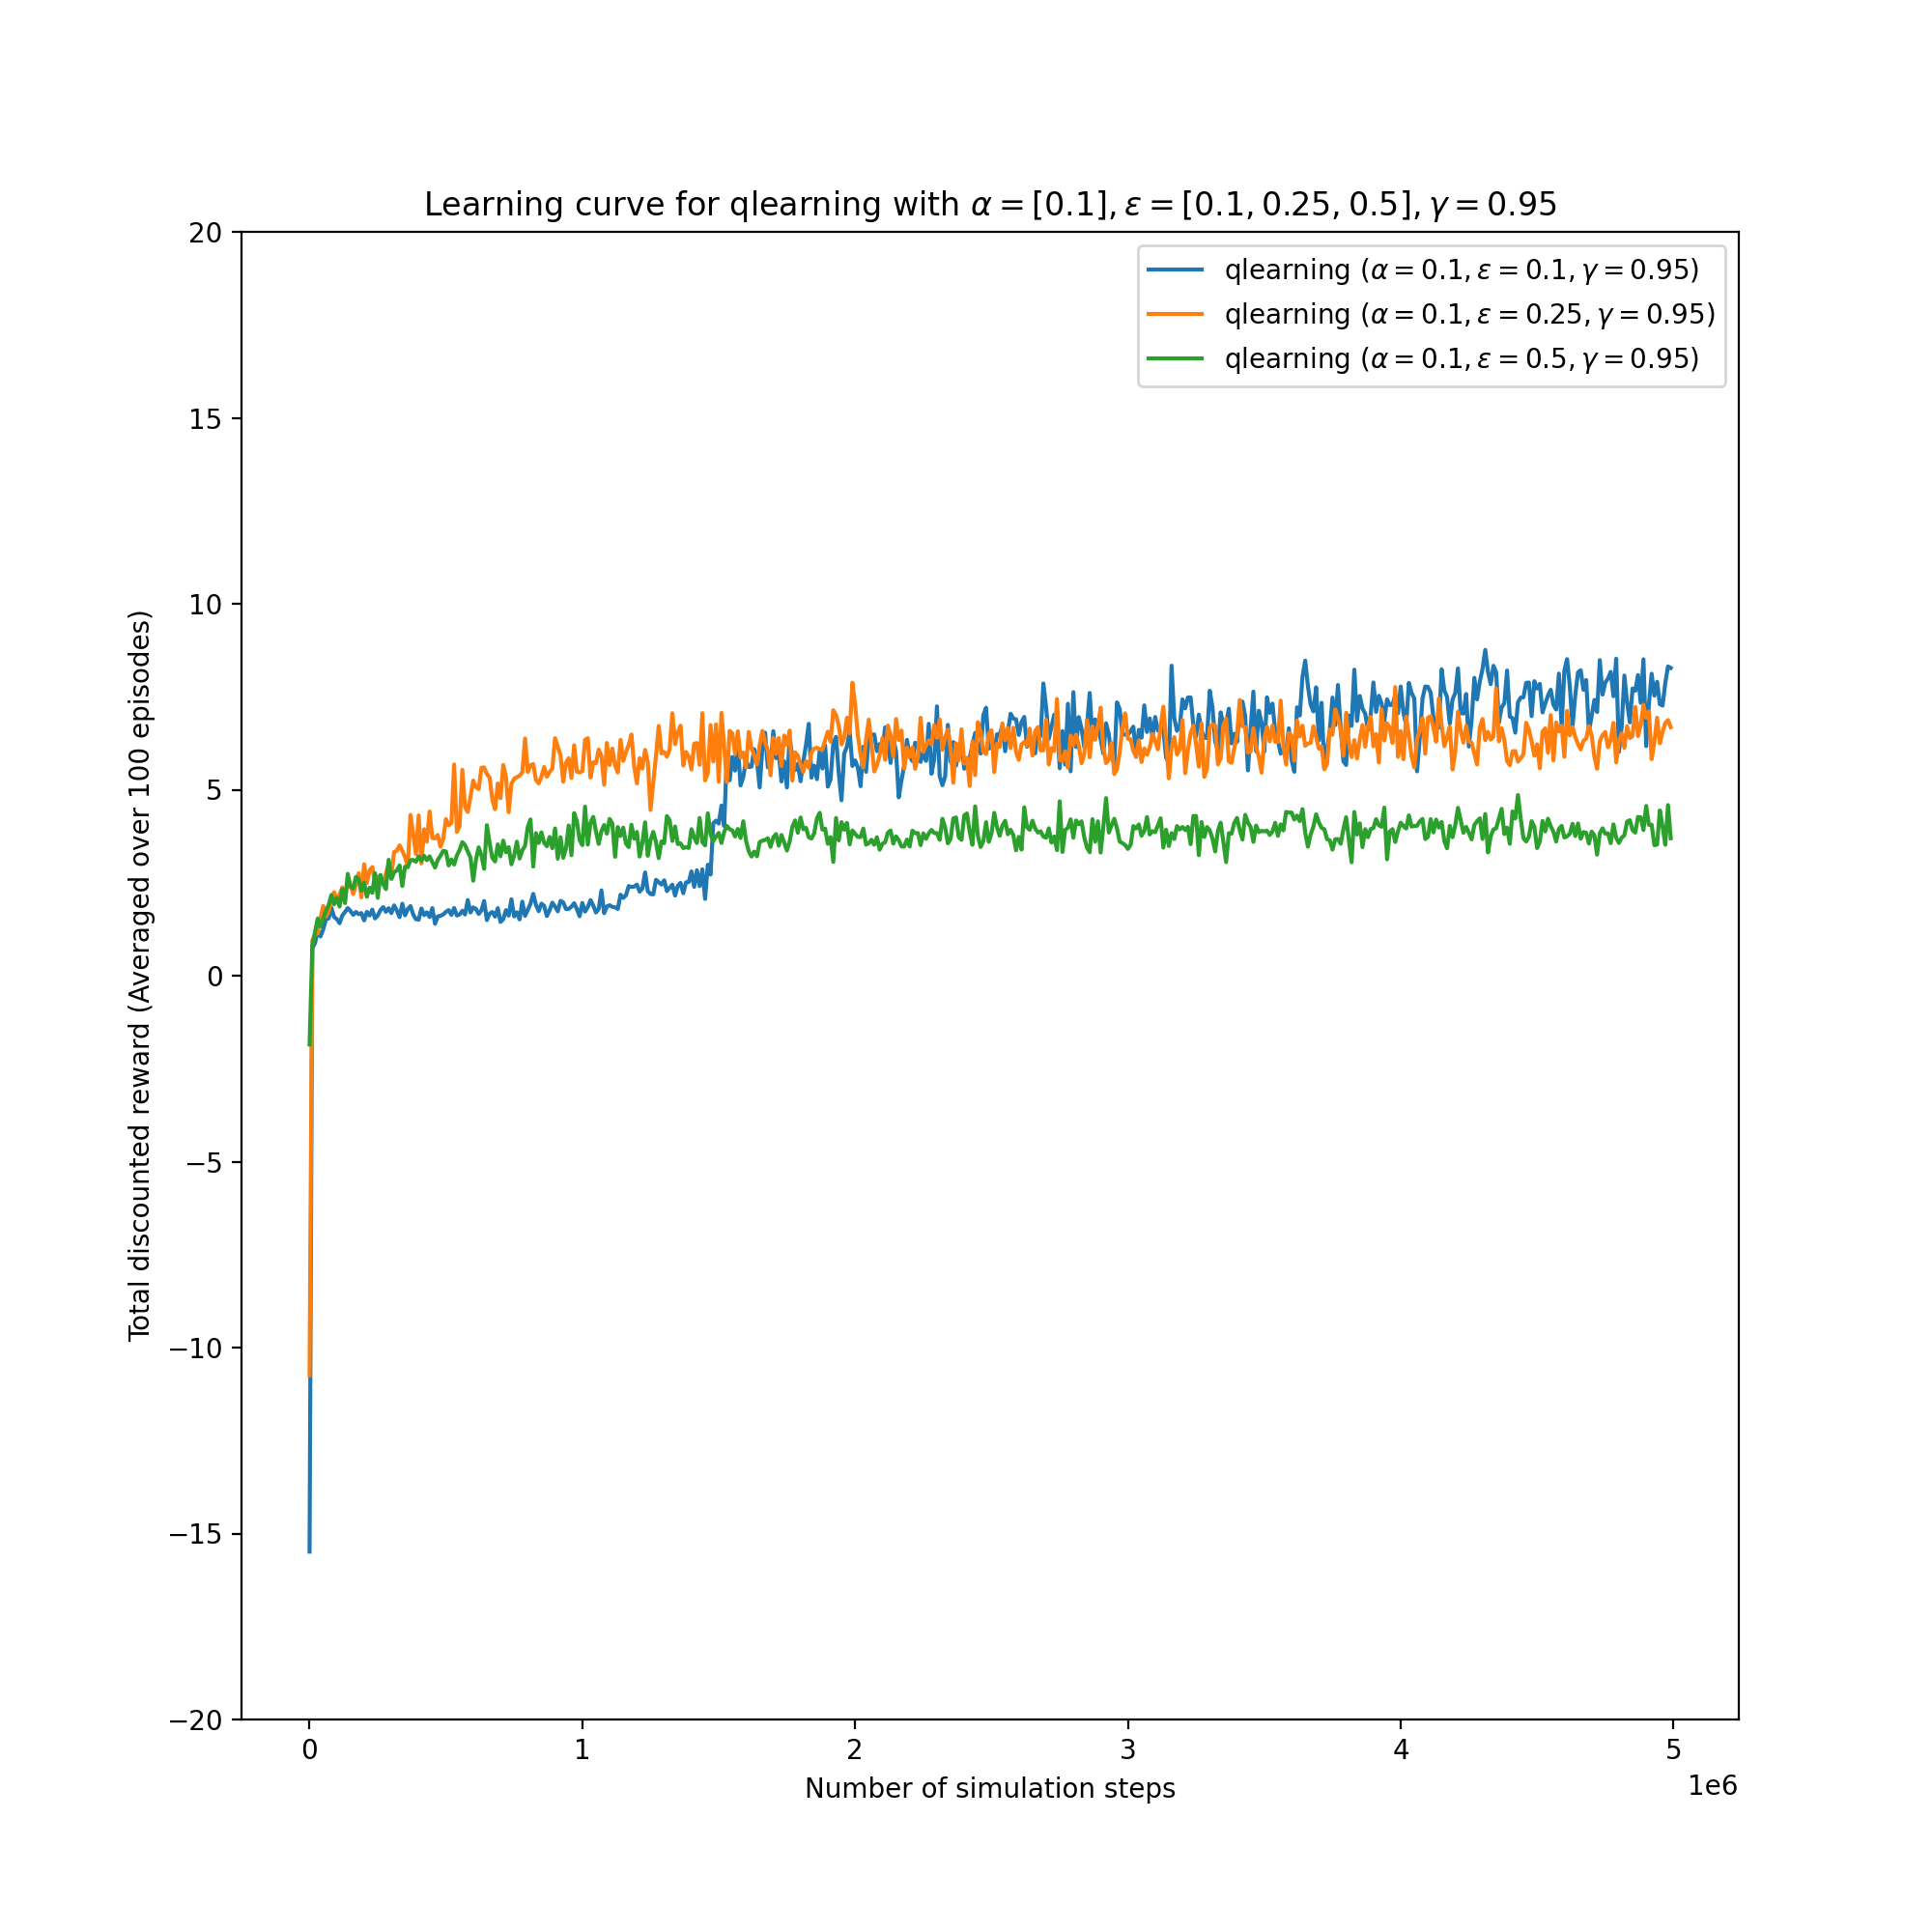 Learning curve for qlearning with α = [0.1], ε = [0.1, 0.25, 0.5], γ = 0.95
qlearning (α = 0.1, ε = 0.1, γ = 0.95)
qlearning (α = 0.1, ε = 0.25, γ = 0.95)
qlearning (α = 0.1, ε = 0.5, γ = 0.95)
Total discounted reward (Averaged over 100 episodes)
20
15
10
5
0
−5
−10
−15
−20
0 1 2 3 4 5
1e6
Number of simulation steps